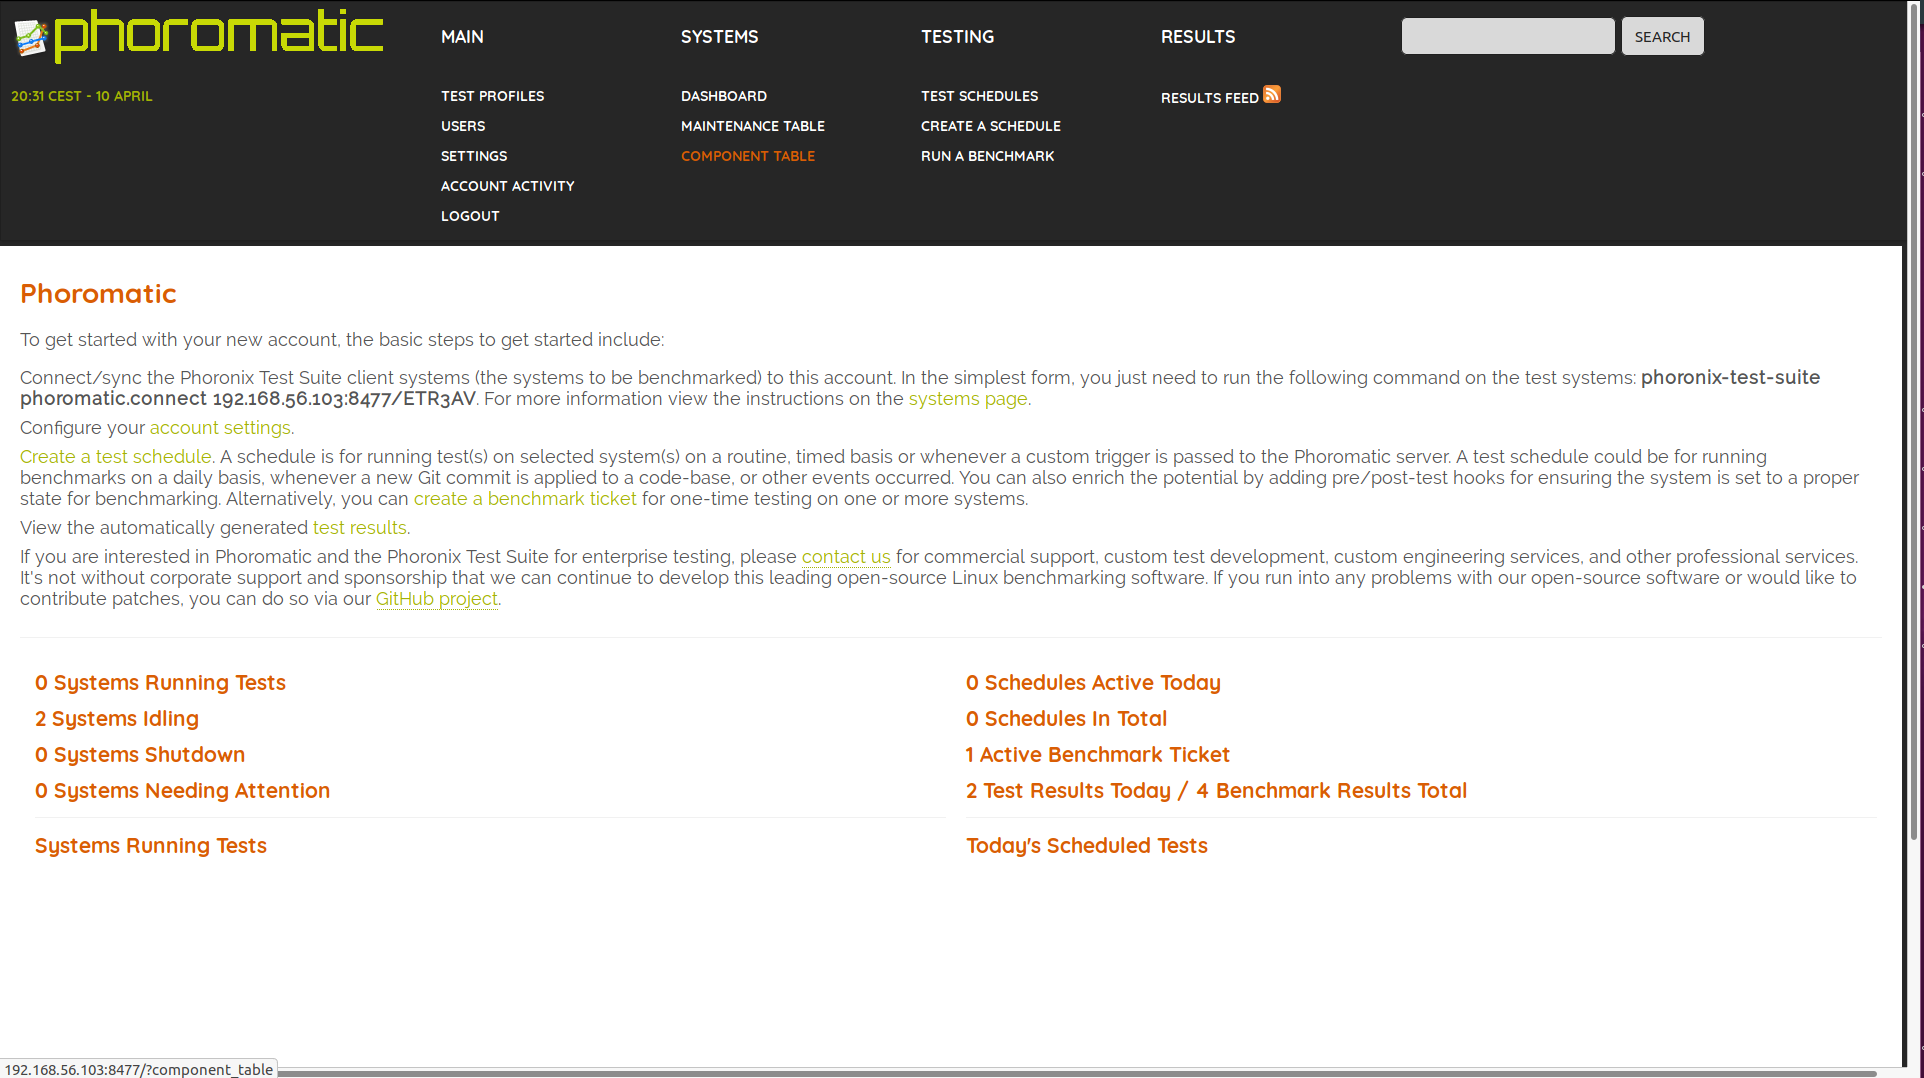 phoromatic
MAIN
SYSTEMS
TESTING
RESULTS
SEARCH
20:31 CEST - 10 APRIL
TEST PROFILES
DASHBOARD
TEST SCHEDULES
RESULTS FEED
USERS
MAINTENANCE TABLE
CREATE A SCHEDULE
SETTINGS
COMPONENT TABLE
RUN A BENCHMARK
ACCOUNT ACTIVITY
LOGOUT
Phoromatic
To get started with your new account, the basic steps to get started include:
Connect/sync the Phoronix Test Suite client systems (the systems to be benchmarked) to this account. In the simplest form, you just need to run the following command on the test systems: phoronix-test-suite
phoromatic.connect 192.168.56.103:8477/ETR3AV. For more information view the instructions on the systems page.
Configure your account settings.
Create a test schedule. A schedule is for running test(s) on selected system(s) on a routine, timed basis or whenever a custom trigger is passed to the Phoromatic server. A test schedule could be for running
benchmarks on a daily basis, whenever a new Git commit is applied to a code-base, or other events occurred. You can also enrich the potential by adding pre/post-test hooks for ensuring the system is set to a proper
state for benchmarking. Alternatively, you can create a benchmark ticket for one-time testing on one or more systems.
View the automatically generated test results.
If you are interested in Phoromatic and the Phoronix Test Suite for enterprise testing, please contact us for commercial support, custom test development, custom engineering services, and other professional services.
It's not without corporate support and sponsorship that we can continue to develop this leading open-source Linux benchmarking software. If you run into any problems with our open-source software or would like to
contribute patches, you can do so via our GitHub project.
0 Systems Running Tests
2 Systems Idling
0 Systems Shutdown
0 Systems Needing Attention
Systems Running Tests
0 Schedules Active Today
0 Schedules In Total
1 Active Benchmark Ticket
2 Test Results Today / 4 Benchmark Results Total
Today's Scheduled Tests
192.168.56.103:8477/?component_table